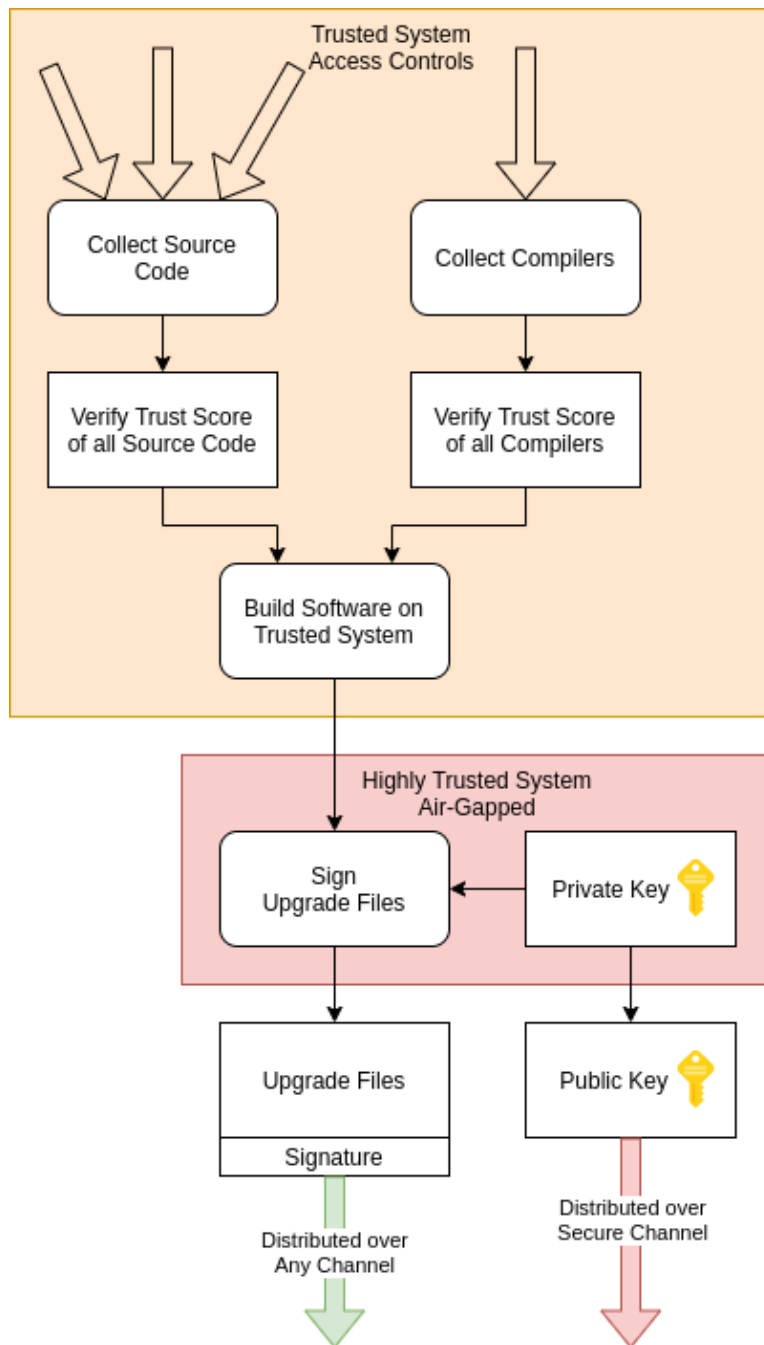 Trusted System
Access Controls
Collect Source
Code
Collect Compilers
Verify Trust Score
of all Source Code
Verify Trust Score
of all Compilers
Build Software on
Trusted System
Highly Trusted System
Air-Gapped
Sign
Upgrade Files
Private Key
Upgrade Files
Public Key
Signature
Distributed over
Any Channel
Distributed over
Secure Channel